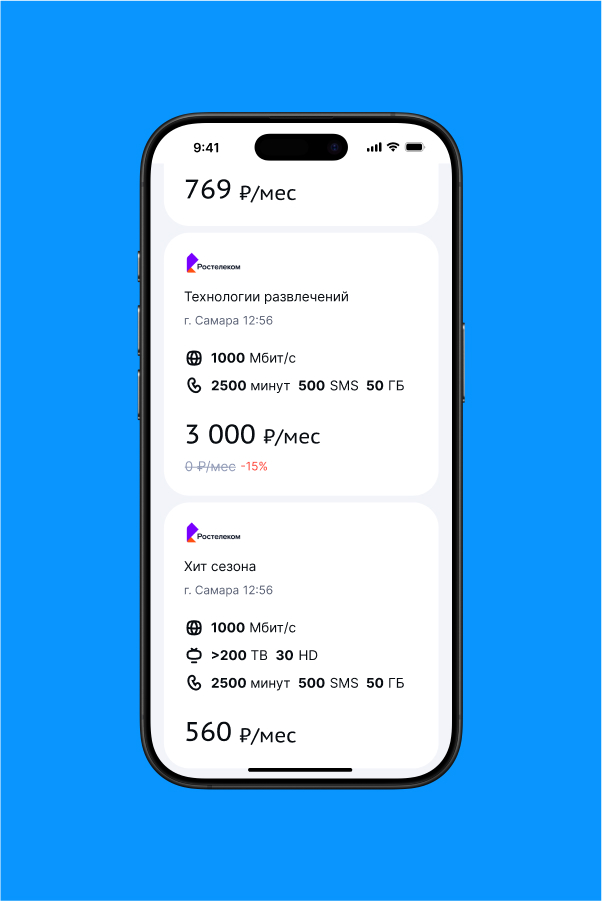 9:41
769 ₽/мес
Ростелеком
Технологии развлечений
г. Самара 12:56
1000 Мбит/с
2500 минут 500 SMS 50 ГБ
3 000 ₽/мес
0 ₽/мес -15%
Ростелеком
Хит сезона
г. Самара 12:56
1000 Мбит/с
>200 ТВ 30 HD
2500 минут 500 SMS 50 ГБ
560 ₽/мес